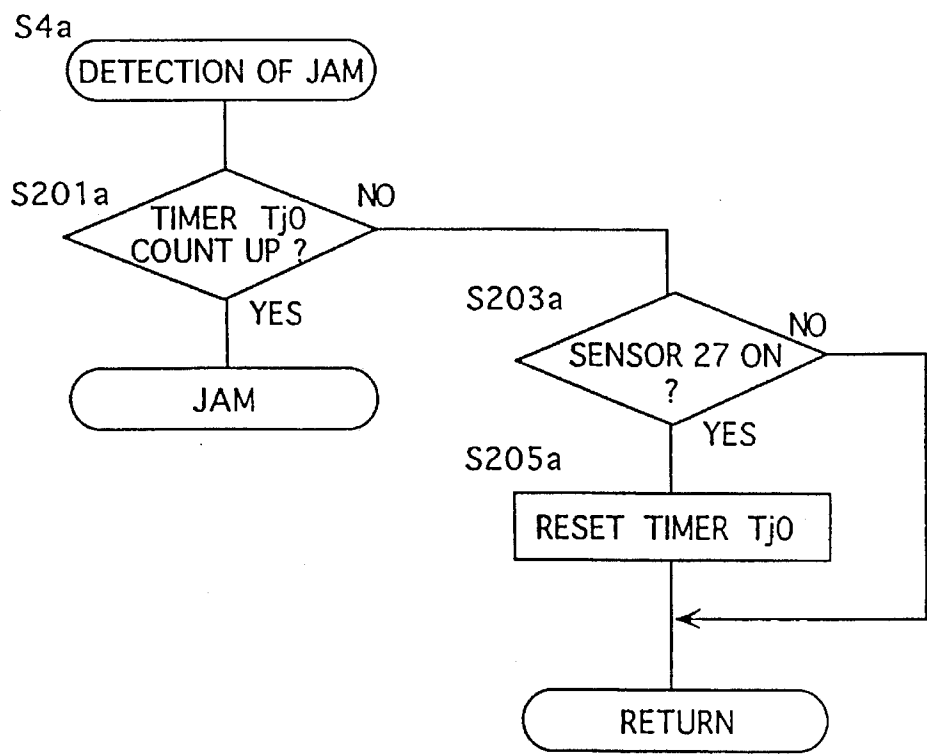 S4a
DETECTION OF JAM
S201a
TIMER Tj0
COUNT UP ?
NO
YES
JAM
S203a
SENSOR 27 ON
?
NO
YES
S205a
RESET TIMER Tj0
RETURN